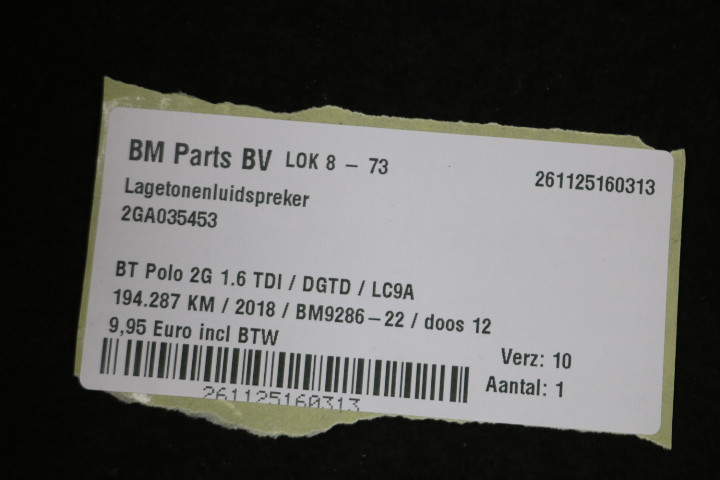 BM Parts BV LOK 8 - 73
261125160313
Lagetonenluidspreker
2GA035453
BT Polo 2G 1.6 TDI / DGTD / LC9A
194.287 KM / 2018 / BM9286-22 / doos 12
9,95 Euro incl BTW
Verz: 10
Aantal: 1
261125160313